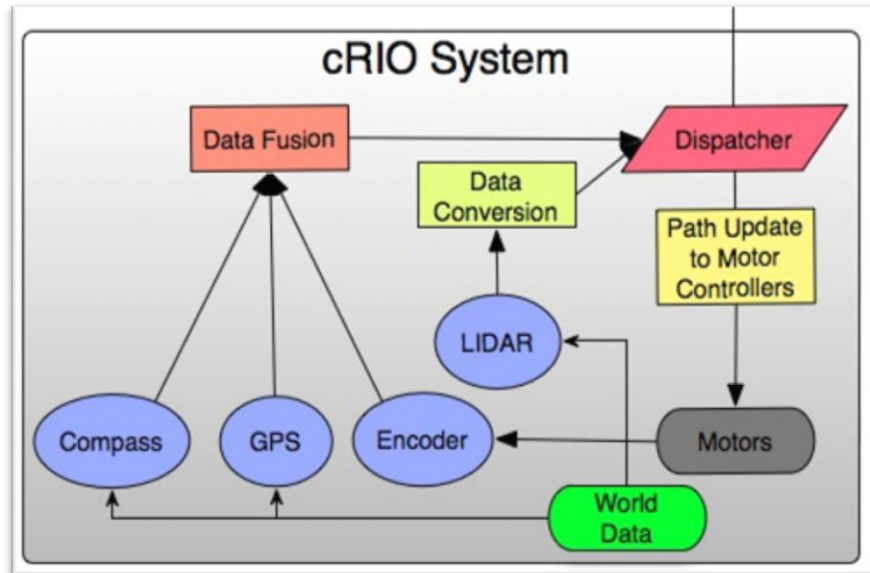 cRIO System
Data Fusion
Dispatcher
Data
Conversion
Path Update
to Motor
Controllers
LIDAR
Compass
GPS
Encoder
Motors
World
Data